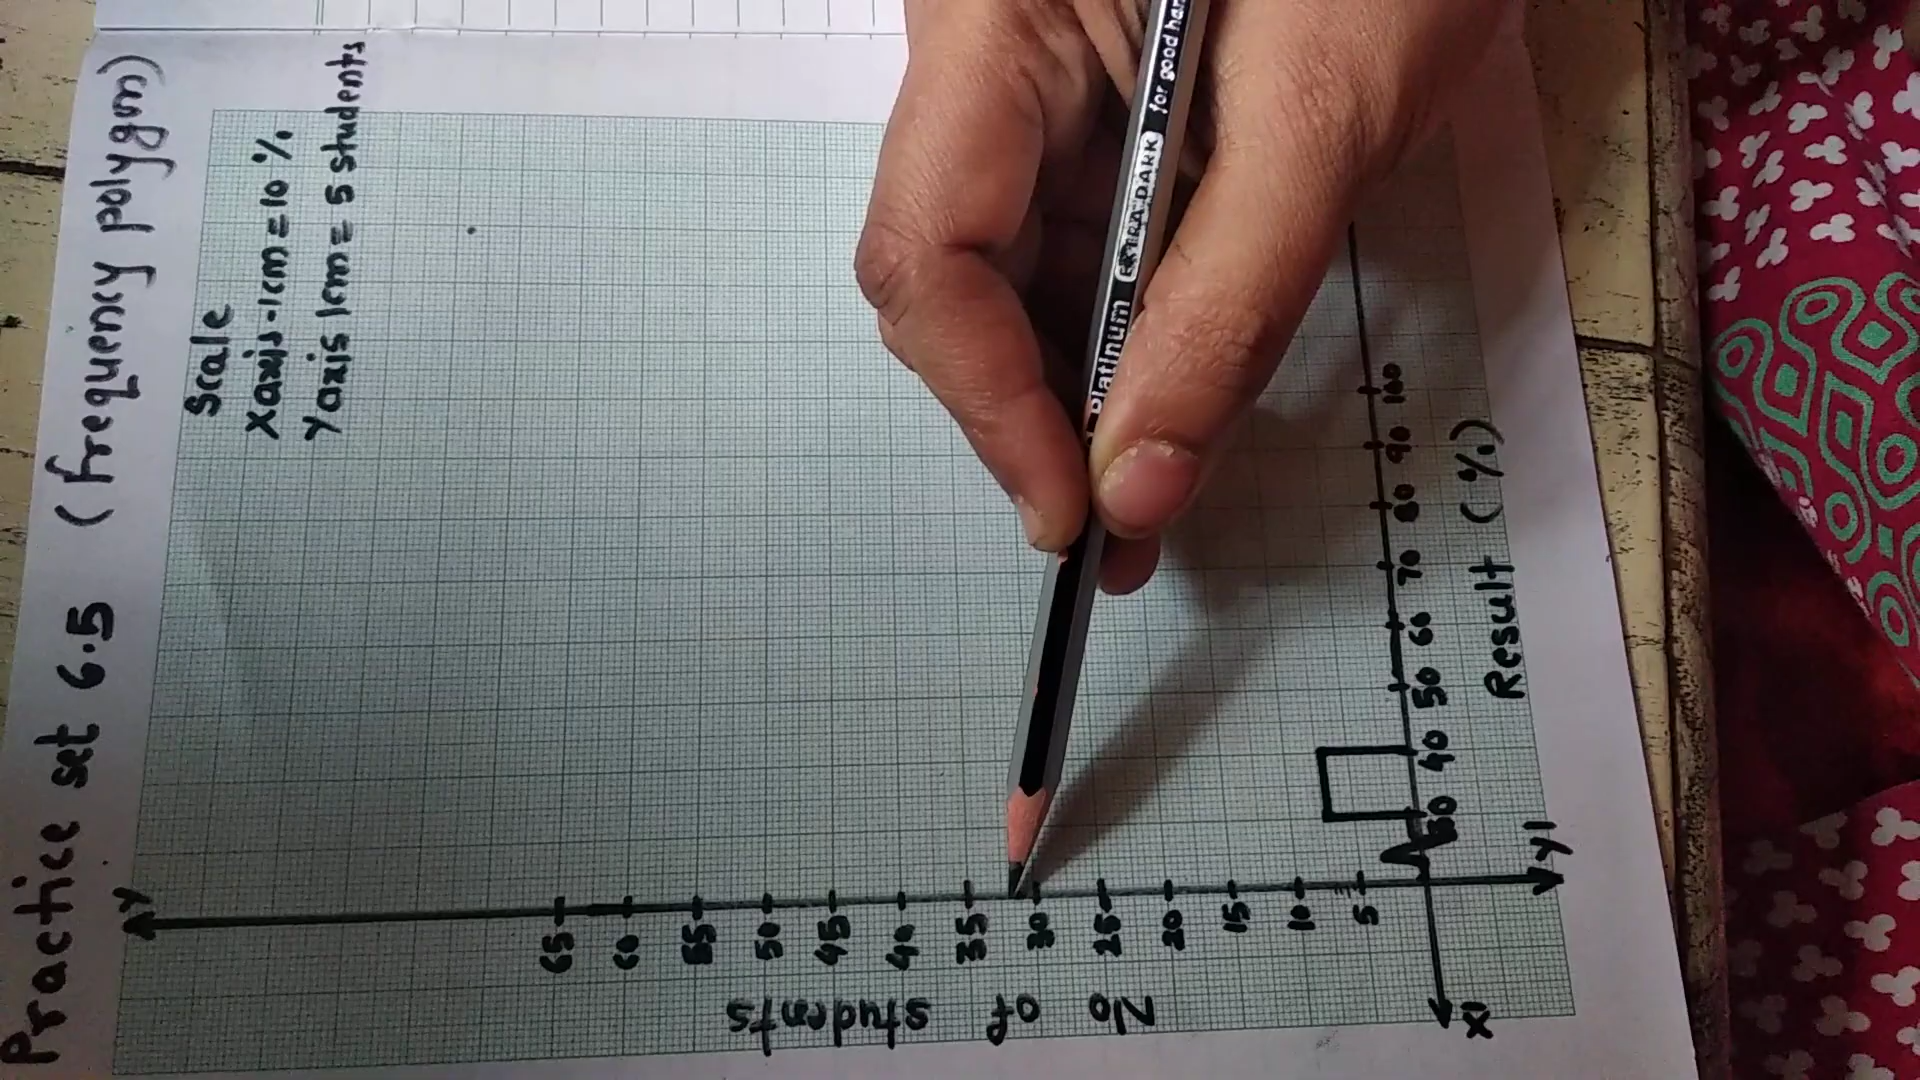 Practice set 6.5 (frequency polygon)
Scale
X axis - 1cm = 10 %
Y axis 1cm = 5 students
Y
65
60
55
50
45
40
35
30
25
20
15
10
5
No of
students
X1
Y1
30 40 50 60 70 80 90 100
Result (%)
Platinum EXTRA DARK for good